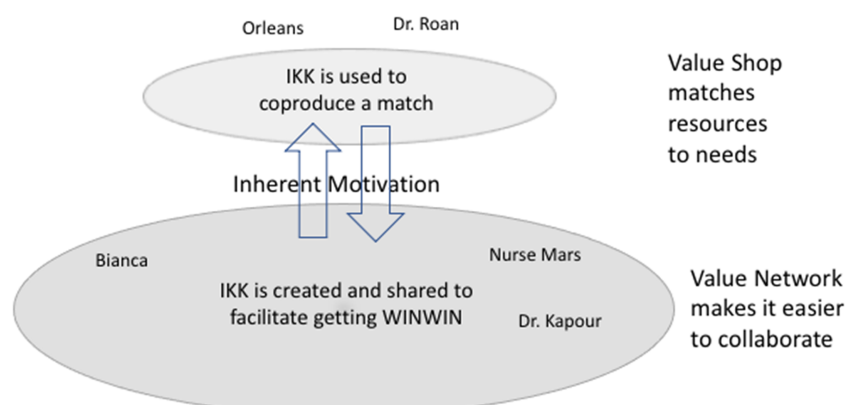 Orleans
Dr. Roan
IKK is used to
coproduce a match
Value Shop
matches
resources
to needs
Inherent Motivation
Bianca
Nurse Mars
IKK is created and shared to
facilitate getting WINWIN
Dr. Kapour
Value Network
makes it easier
to collaborate